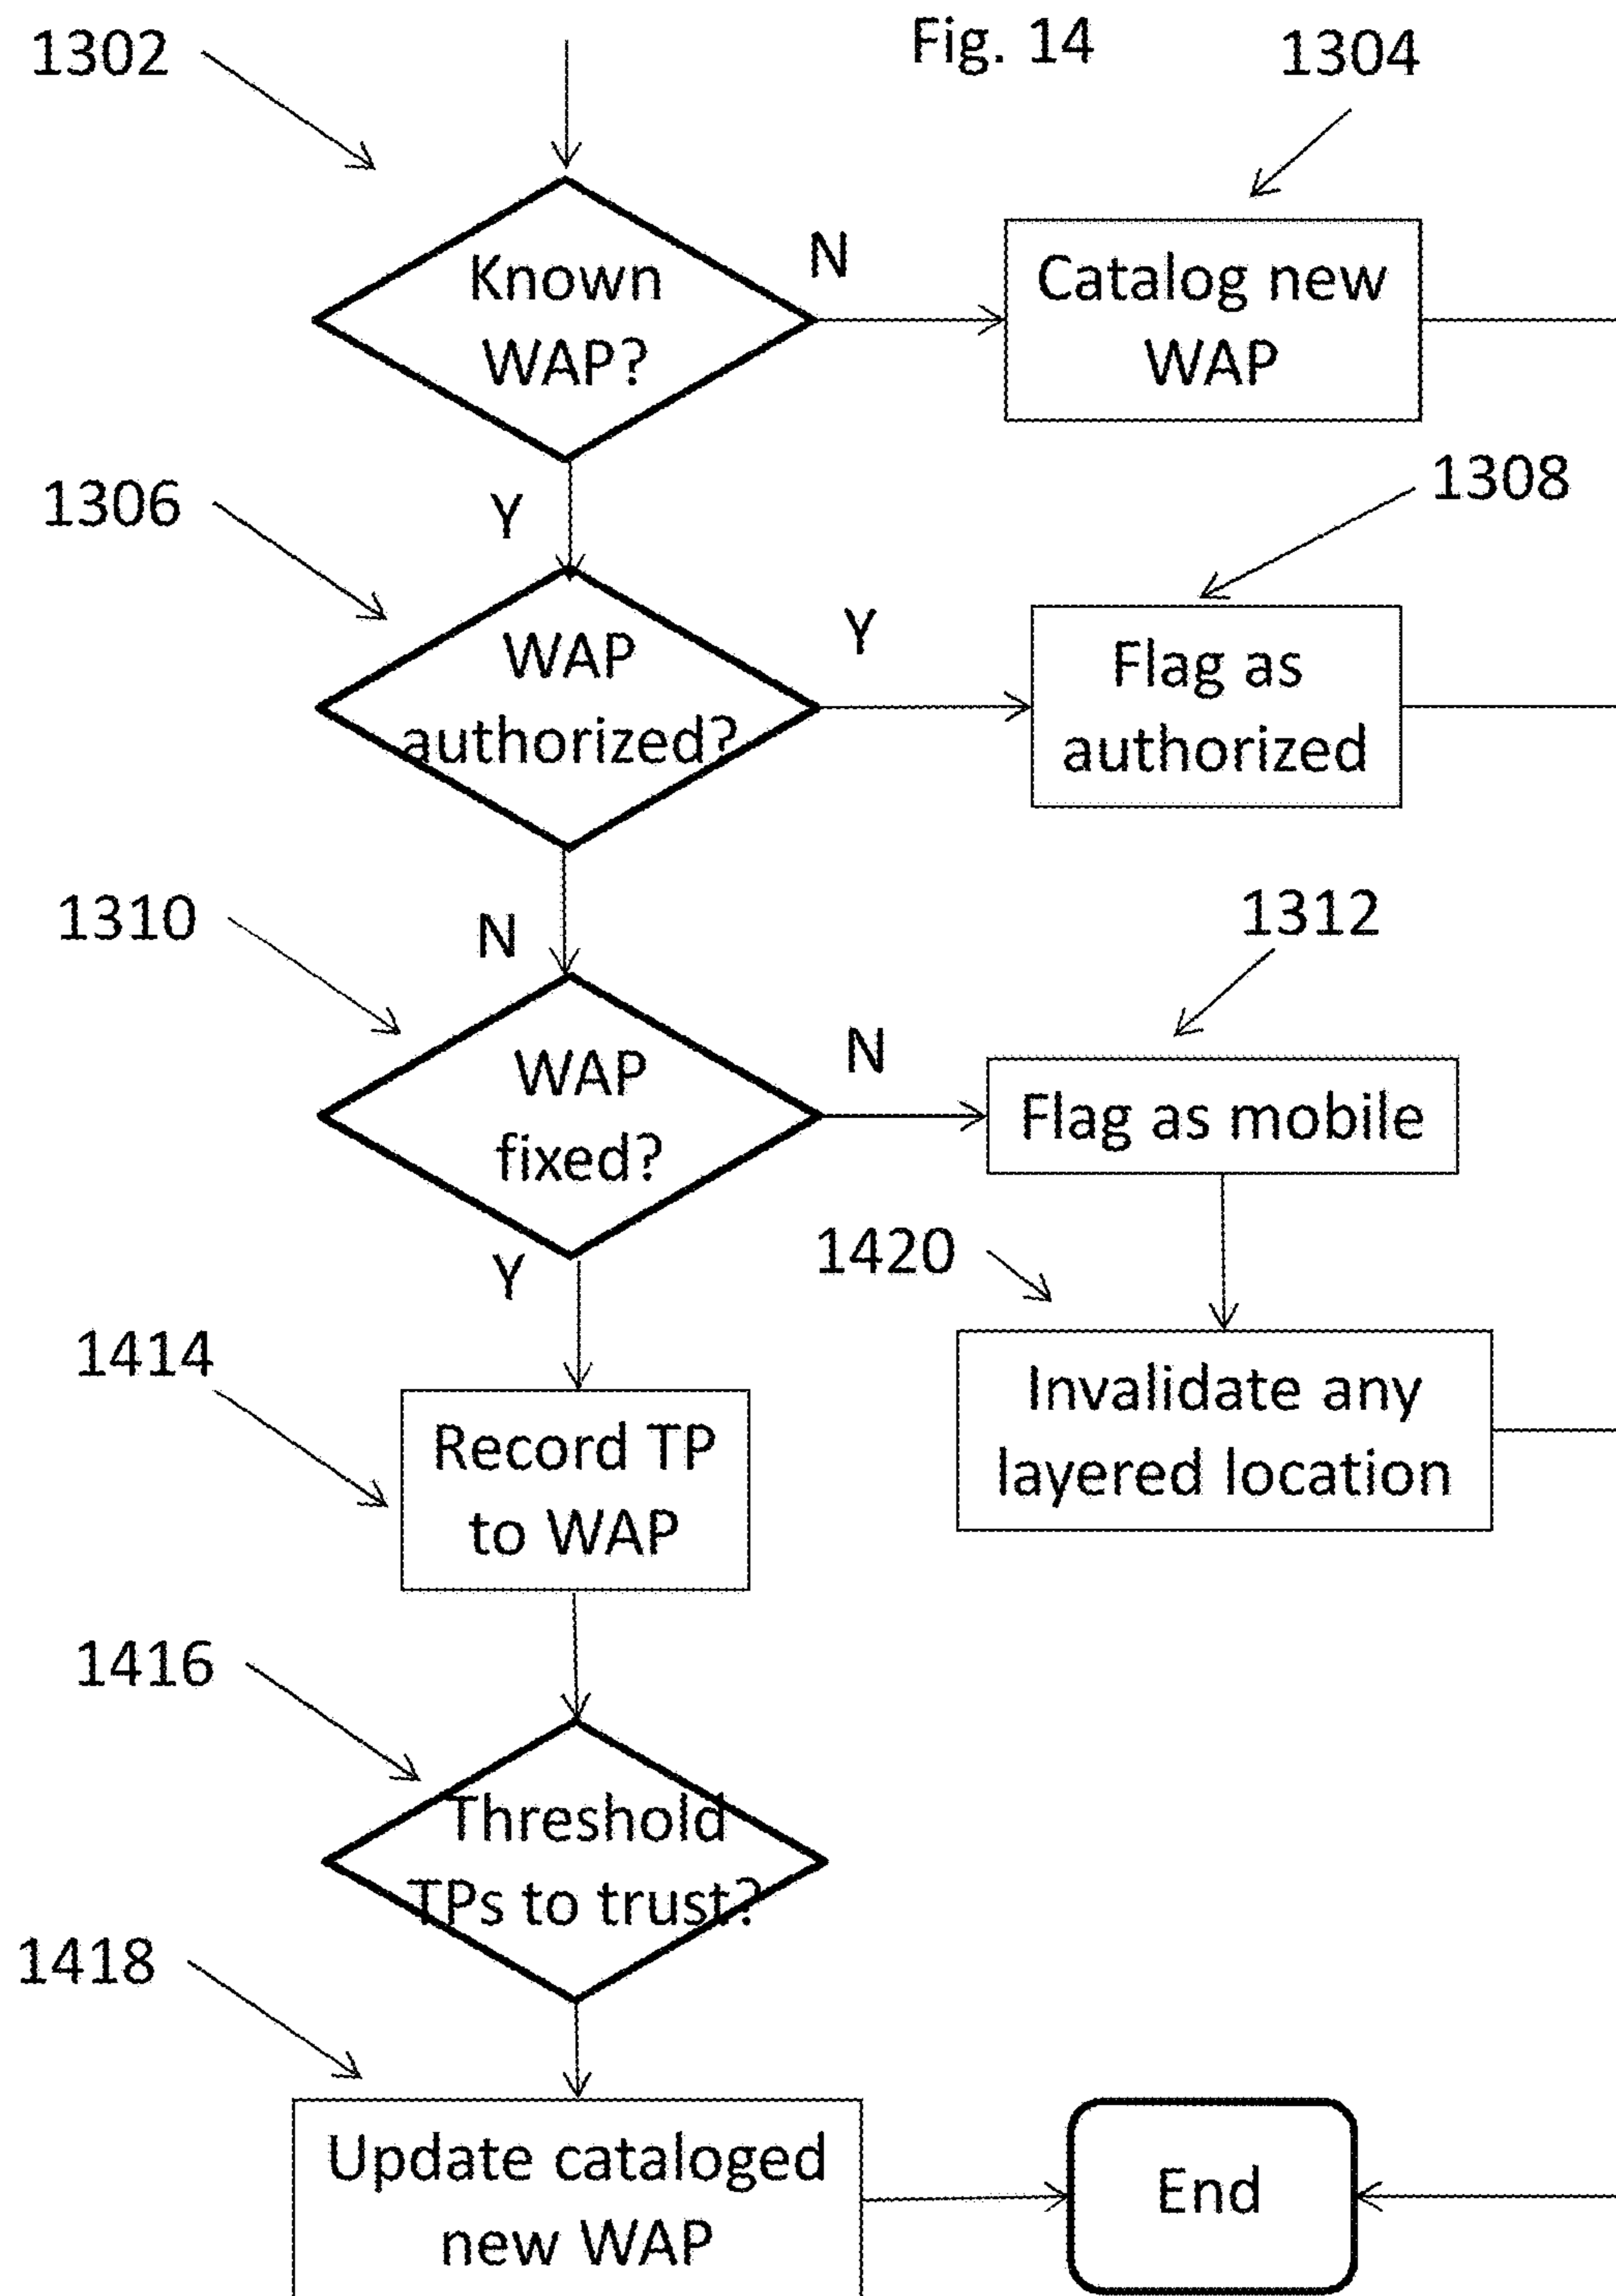 1302
Fig. 14
1304
Known
WAP?
N
Catalog new
WAP
1306
Y
1308
WAP
authorized?
Y
Flag as
authorized
1310
N
1312
WAP
fixed?
N
Flag as mobile
Y
1420
1414
Record TP
to WAP
Invalidate any
layered location
1416
Threshold
TPs to trust?
1418
Update cataloged
new WAP
End